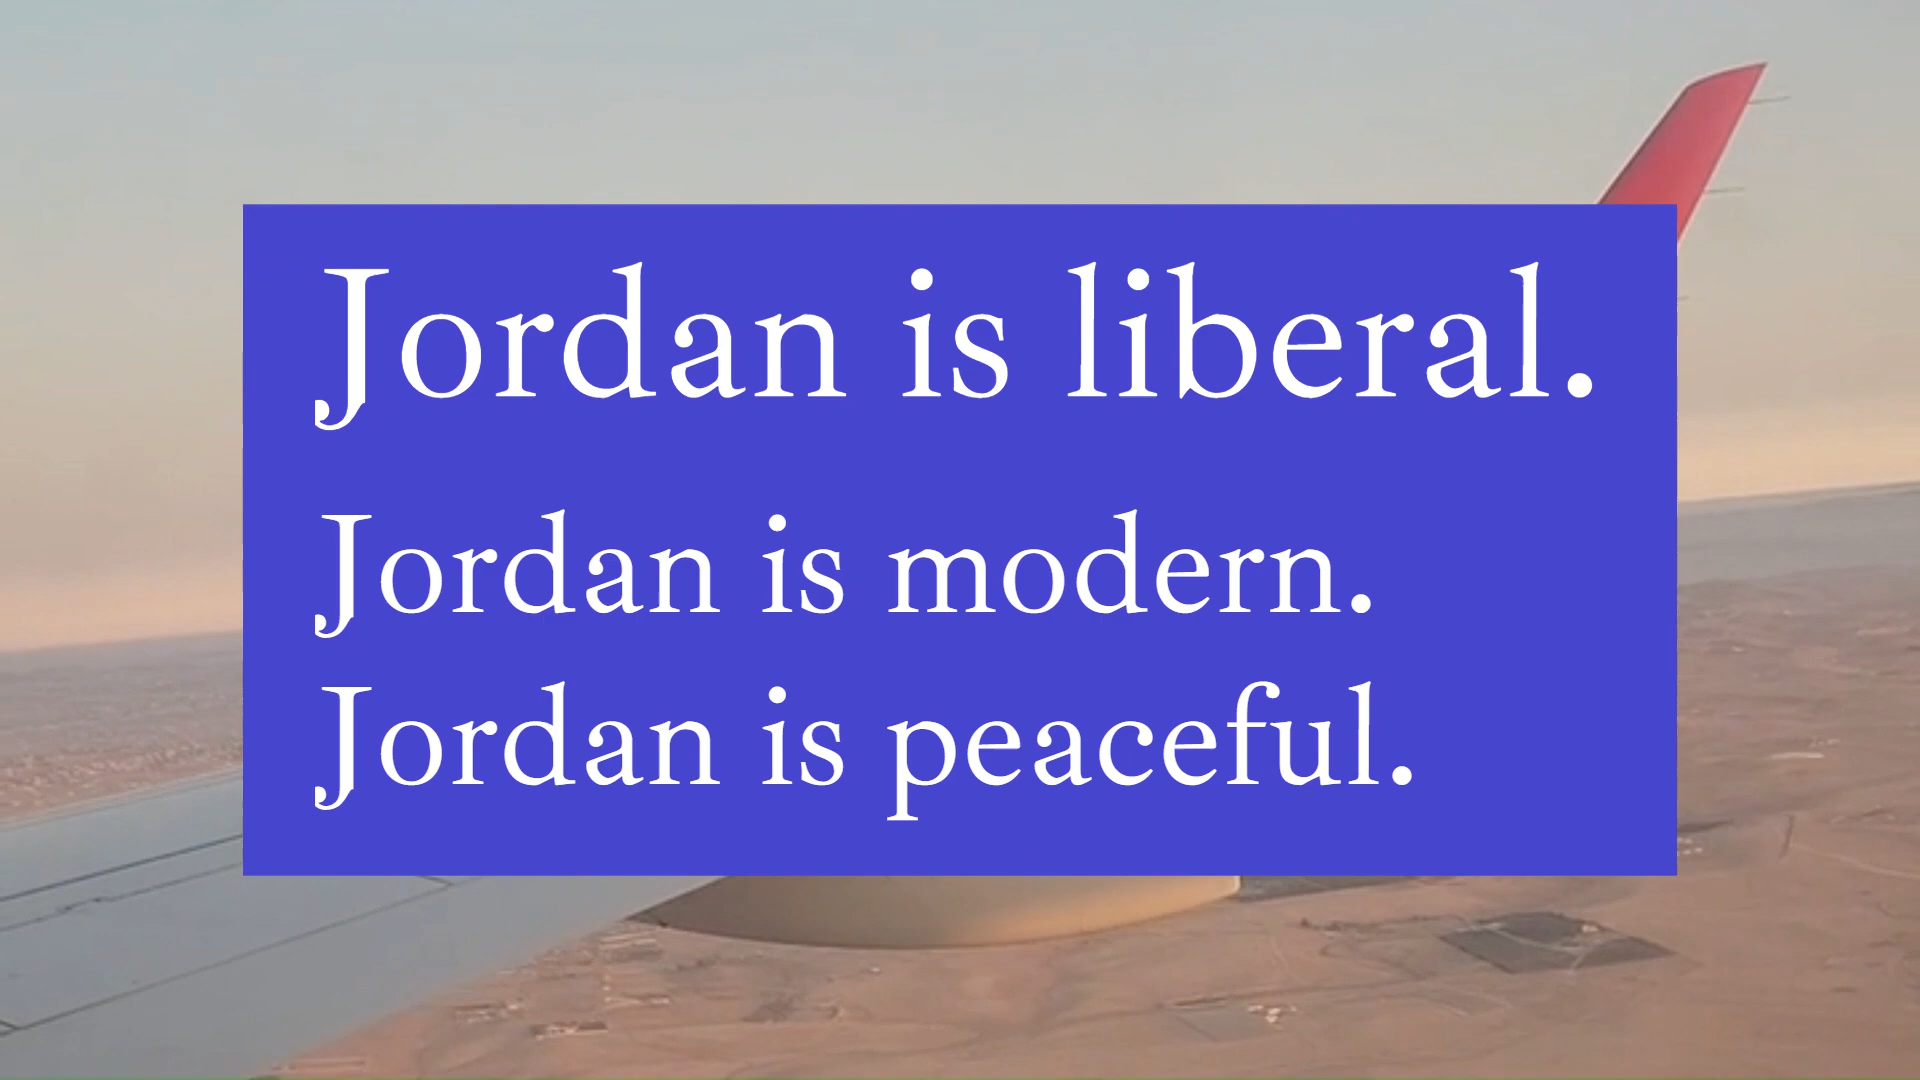 Jordan is liberal.
Jordan is modern.
Jordan is peaceful.